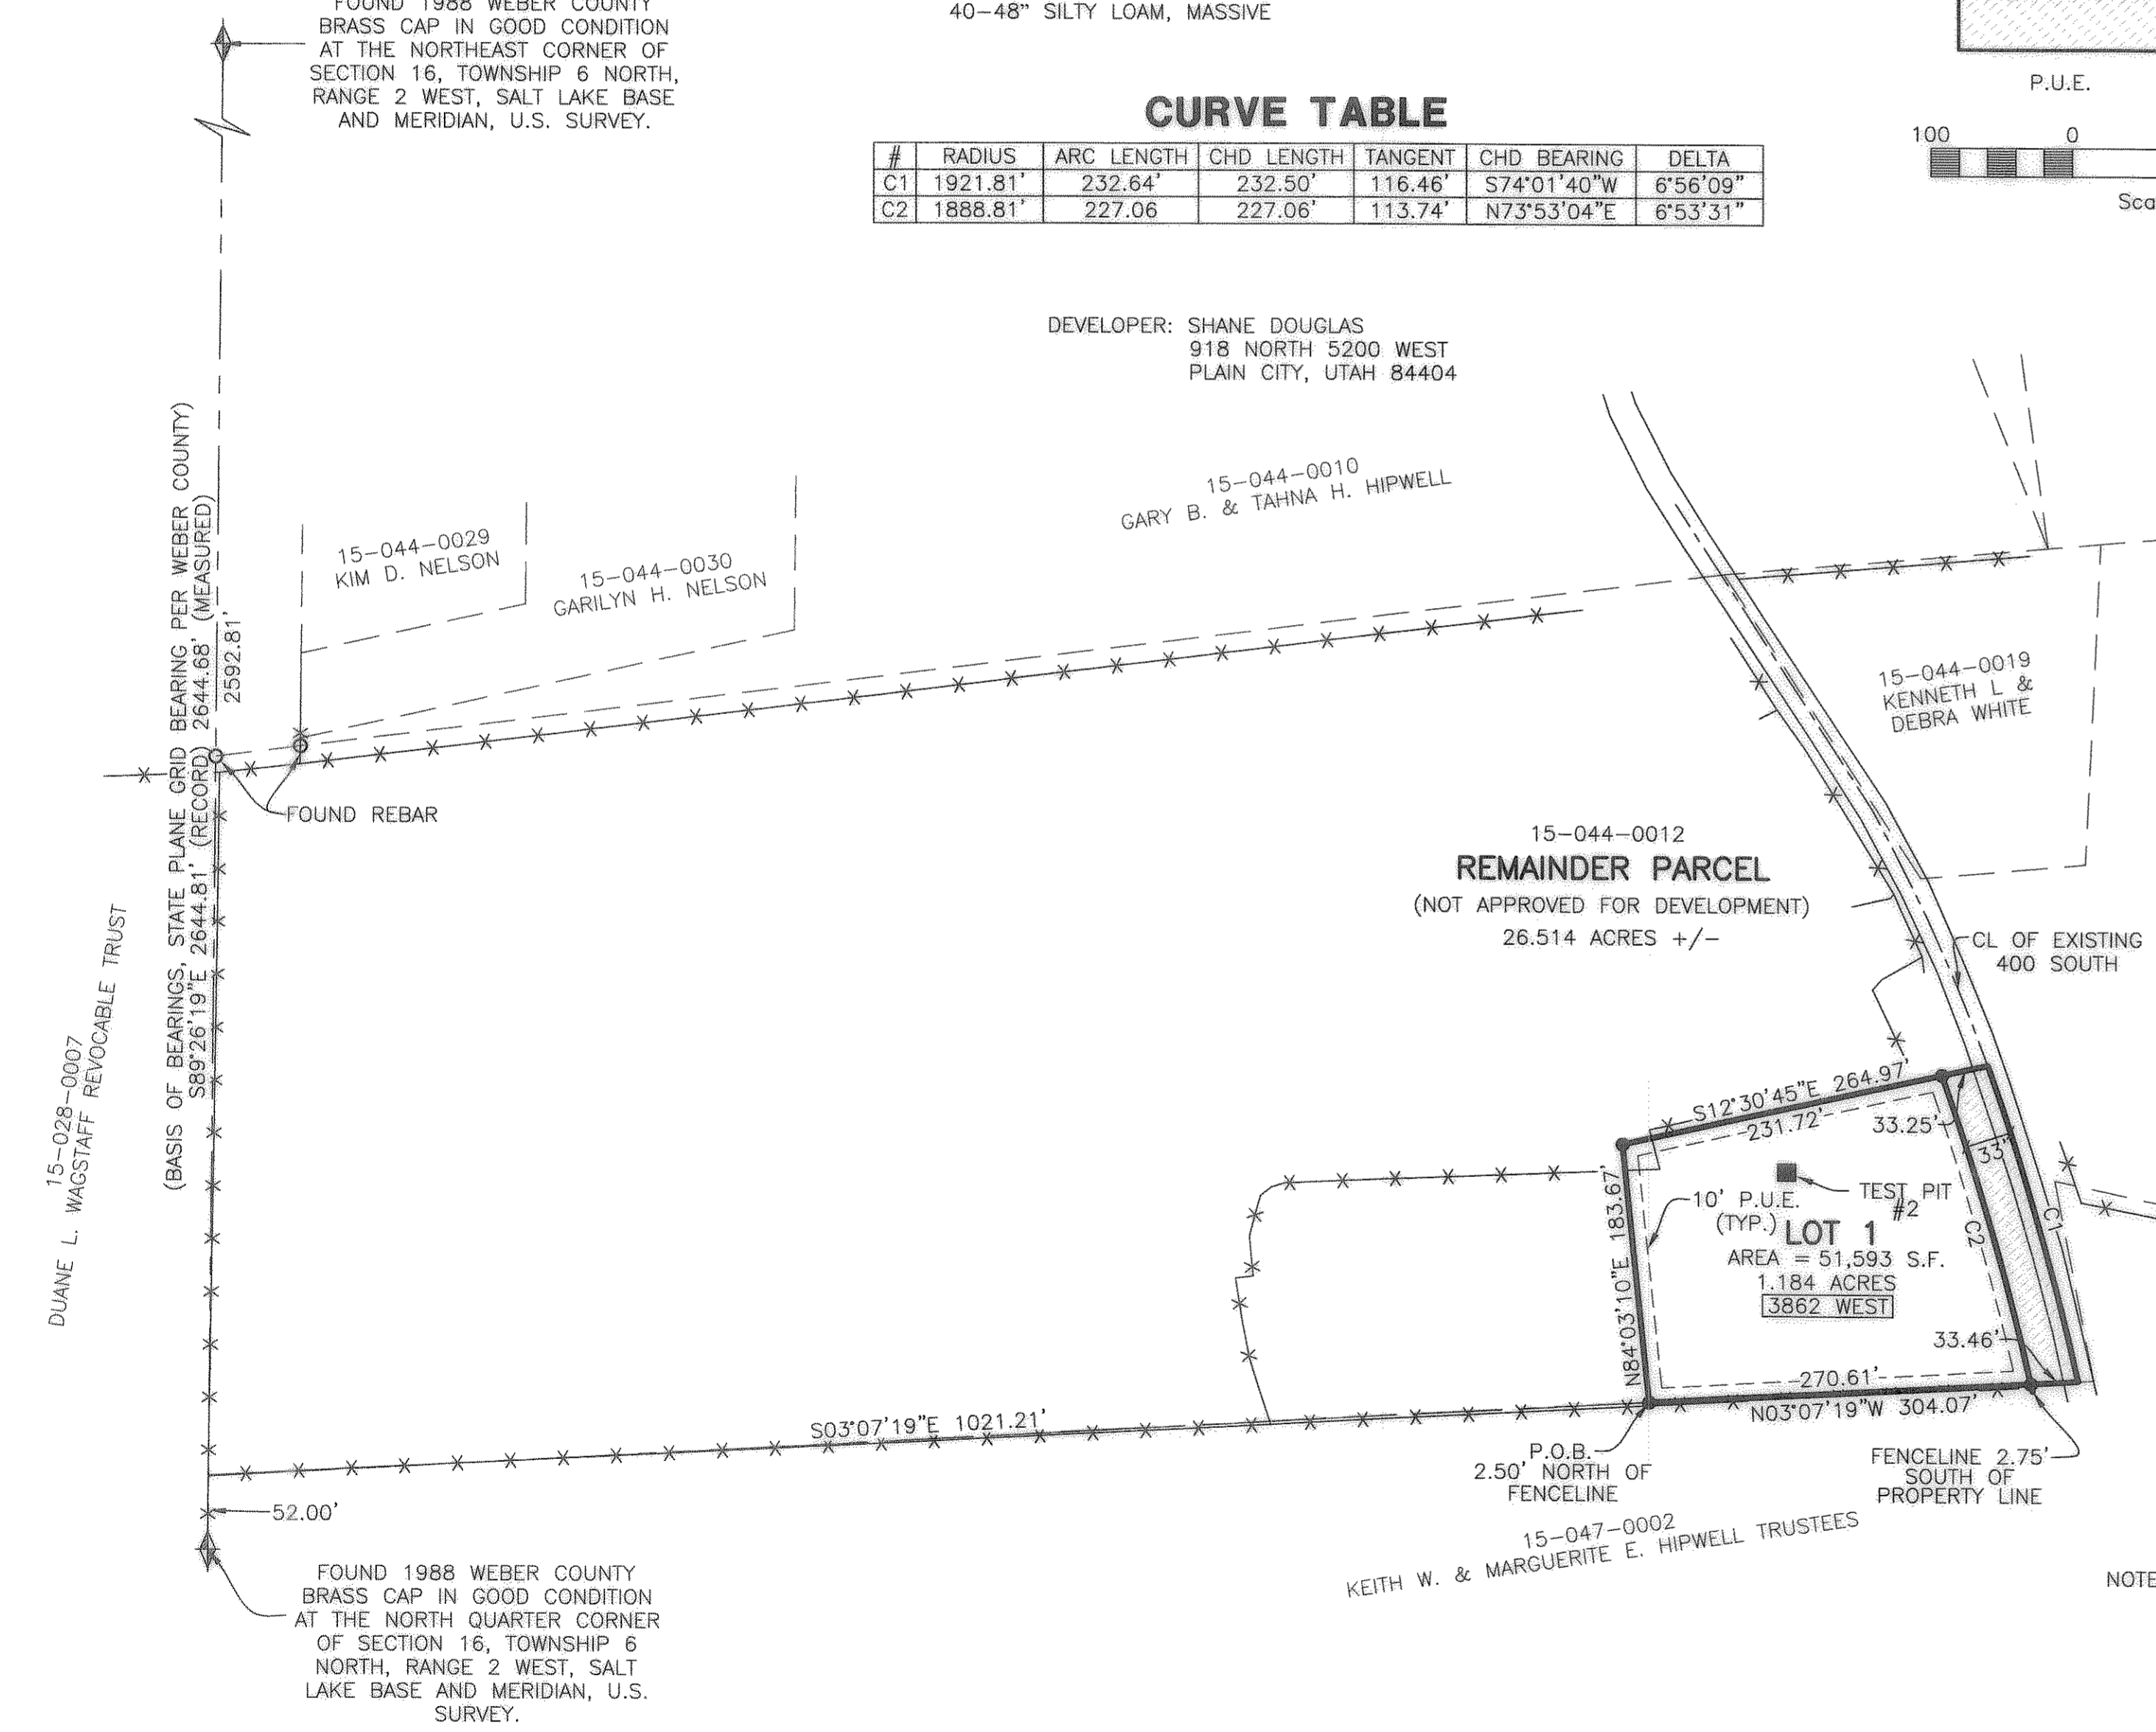 FOUND 1988 WEBER COUNTY
BRASS CAP IN GOOD CONDITION
AT THE NORTHEAST CORNER OF
SECTION 16, TOWNSHIP 6 NORTH,
RANGE 2 WEST, SALT LAKE BASE
AND MERIDIAN, U.S. SURVEY.
40-48" SILTY LOAM, MASSIVE
P.U.E.
100 0
Sca
CURVE TABLE
# RADIUS ARC LENGTH CHD LENGTH TANGENT CHD BEARING DELTA
C1 1921.81' 232.64' 232.50' 116.46' S74°01'40"W 6°56'09"
C2 1888.81' 227.06 227.06' 113.74' N73°53'04"E 6°53'31"
DEVELOPER: SHANE DOUGLAS
918 NORTH 5200 WEST
PLAIN CITY, UTAH 84404
15-044-0010
GARY B. & TAHNA H. HIPWELL
15-044-0029
KIM D. NELSON
15-044-0030
GARILYN H. NELSON
(BASIS OF BEARINGS, STATE PLANE GRID BEARING PER WEBER COUNTY)
S89°26'19"E 2644.81' (RECORD) 2644.68' (MEASURED)
2592.81'
FOUND REBAR
15-028-0007
DUANE L. WAGSTAFF REVOCABLE TRUST
15-044-0019
KENNETH L &
DEBRA WHITE
15-044-0012
REMAINDER PARCEL
(NOT APPROVED FOR DEVELOPMENT)
26.514 ACRES +/-
CL OF EXISTING
400 SOUTH
S12°30'45"E 264.97'
231.72'
33.25'
33'
N84°03'10"E 183.67'
10' P.U.E.
(TYP.)
TEST PIT
#2
LOT 1
AREA = 51,593 S.F.
1.184 ACRES
3862 WEST
C2
C1
33.46'
270.61'
N03°07'19"W 304.07'
S03°07'19"E 1021.21'
P.O.B.
2.50' NORTH OF
FENCELINE
FENCELINE 2.75'
SOUTH OF
PROPERTY LINE
52.00'
15-047-0002
KEITH W. & MARGUERITE E. HIPWELL TRUSTEES
FOUND 1988 WEBER COUNTY
BRASS CAP IN GOOD CONDITION
AT THE NORTH QUARTER CORNER
OF SECTION 16, TOWNSHIP 6
NORTH, RANGE 2 WEST, SALT
LAKE BASE AND MERIDIAN, U.S.
SURVEY.
NOTE